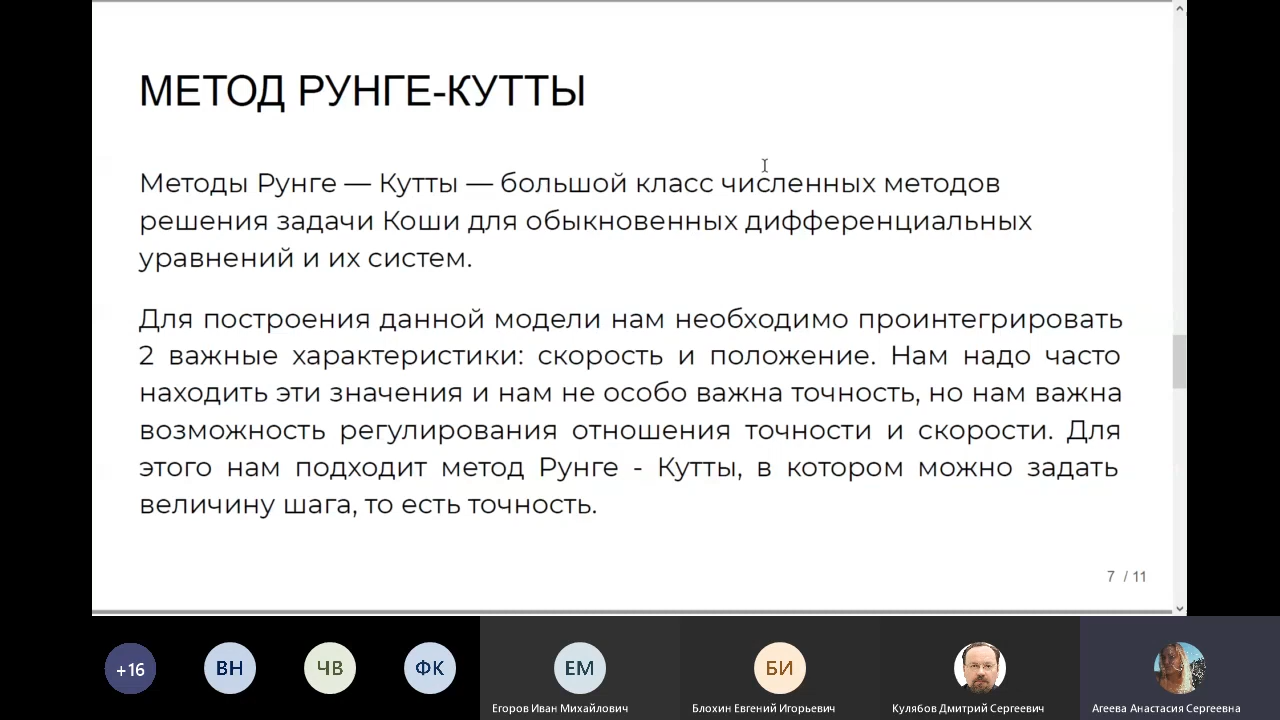 МЕТОД РУНГЕ-КУТТЫ
Методы Рунге — Кутты — большой класс численных методов
решения задачи Коши для обыкновенных дифференциальных
уравнений и их систем.
Для построения данной модели нам необходимо проинтегрировать
2 важные характеристики: скорость и положение. Нам надо часто
находить эти значения и нам не особо важна точность, но нам важна
возможность регулирования отношения точности и скорости. Для
этого нам подходит метод Рунге - Кутты, в котором можно задать
величину шага, то есть точность.
7 / 11
+16
ВН
ЧВ
ФК
ЕМ
БИ
Егоров Иван Михайлович
Блохин Евгений Игорьевич
Кулябов Дмитрий Сергеевич
Агеева Анастасия Сергеевна